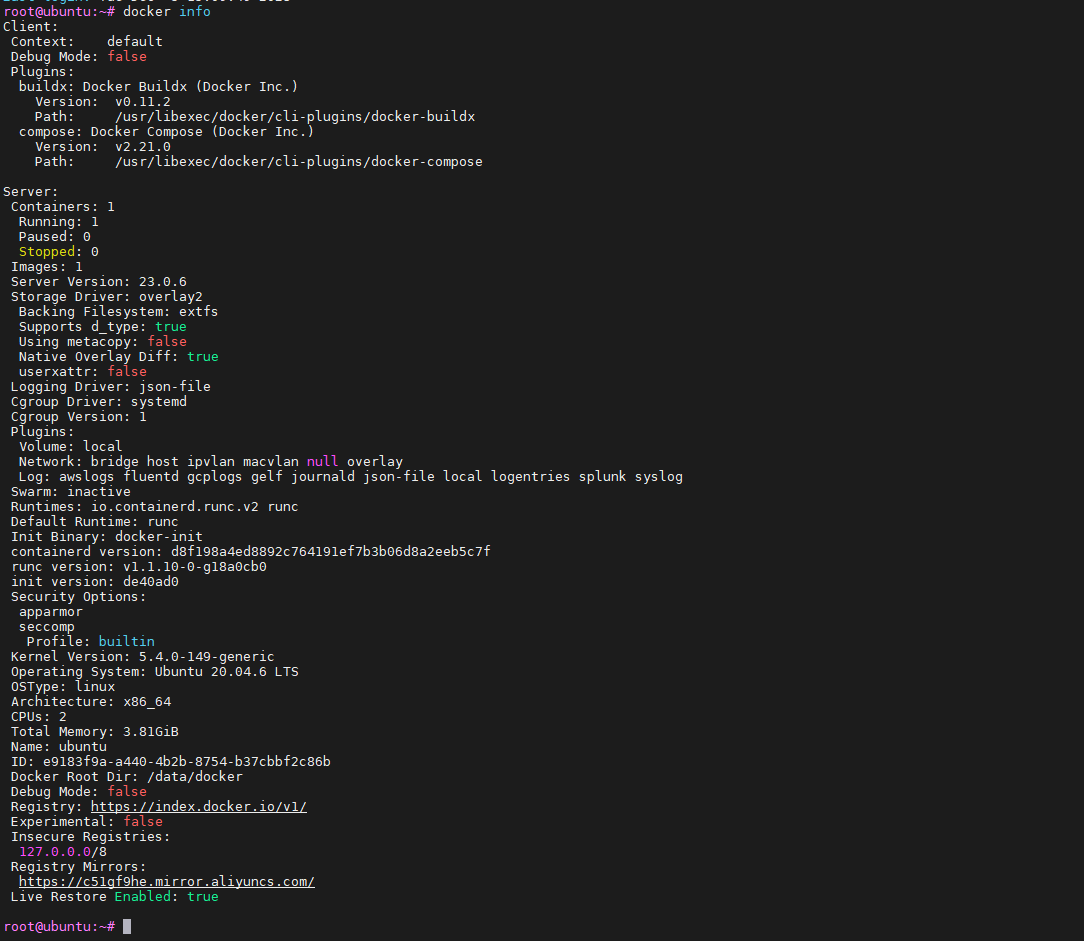 root@ubuntu:~# docker info
Client:
 Context:    default
 Debug Mode: false
 Plugins:
  buildx: Docker Buildx (Docker Inc.)
    Version:  v0.11.2
    Path:     /usr/libexec/docker/cli-plugins/docker-buildx
  compose: Docker Compose (Docker Inc.)
    Version:  v2.21.0
    Path:     /usr/libexec/docker/cli-plugins/docker-compose

Server:
 Containers: 1
  Running: 1
  Paused: 0
  Stopped: 0
 Images: 1
 Server Version: 23.0.6
 Storage Driver: overlay2
  Backing Filesystem: extfs
  Supports d_type: true
  Using metacopy: false
  Native Overlay Diff: true
  userxattr: false
 Logging Driver: json-file
 Cgroup Driver: systemd
 Cgroup Version: 1
 Plugins:
  Volume: local
  Network: bridge host ipvlan macvlan null overlay
  Log: awslogs fluentd gcplogs gelf journald json-file local logentries splunk syslog
 Swarm: inactive
 Runtimes: io.containerd.runc.v2 runc
 Default Runtime: runc
 Init Binary: docker-init
 containerd version: d8f198a4ed8892c764191ef7b3b06d8a2eeb5c7f
 runc version: v1.1.10-0-g18a0cb0
 init version: de40ad0
 Security Options:
  apparmor
  seccomp
   Profile: builtin
 Kernel Version: 5.4.0-149-generic
 Operating System: Ubuntu 20.04.6 LTS
 OSType: linux
 Architecture: x86_64
 CPUs: 2
 Total Memory: 3.81GiB
 Name: ubuntu
 ID: e9183f9a-a440-4b2b-8754-b37cbbf2c86b
 Docker Root Dir: /data/docker
 Debug Mode: false
 Registry: https://index.docker.io/v1/
 Experimental: false
 Insecure Registries:
  127.0.0.0/8
 Registry Mirrors:
  https://c51gf9he.mirror.aliyuncs.com/
 Live Restore Enabled: true

root@ubuntu:~#